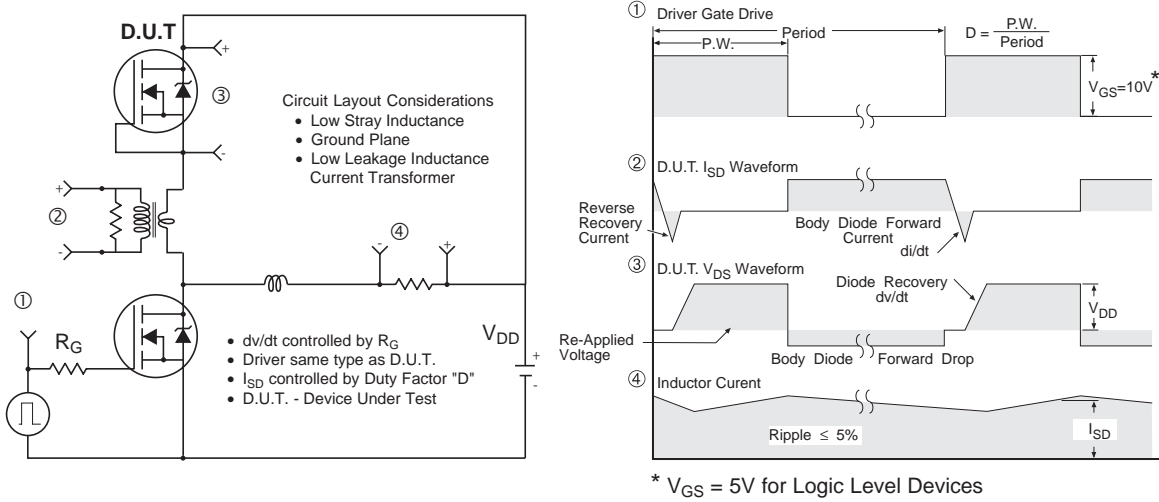 D.U.T
+
③
-
Circuit Layout Considerations
• Low Stray Inductance
• Ground Plane
• Low Leakage Inductance
Current Transformer
+
②
-
④
-
+
①
R_G
• dv/dt controlled by R_G
• Driver same type as D.U.T.
• I_SD controlled by Duty Factor "D"
• D.U.T. - Device Under Test
V_DD
+
-
① Driver Gate Drive
Period
P.W.
D = P.W. / Period
V_GS=10V *
② D.U.T. I_SD Waveform
Reverse
Recovery
Current
Body Diode Forward
Current
di/dt
③ D.U.T. V_DS Waveform
Diode Recovery
dv/dt
V_DD
Re-Applied
Voltage
Body Diode Forward Drop
④ Inductor Curent
Ripple ≤ 5%
I_SD
* V_GS = 5V for Logic Level Devices